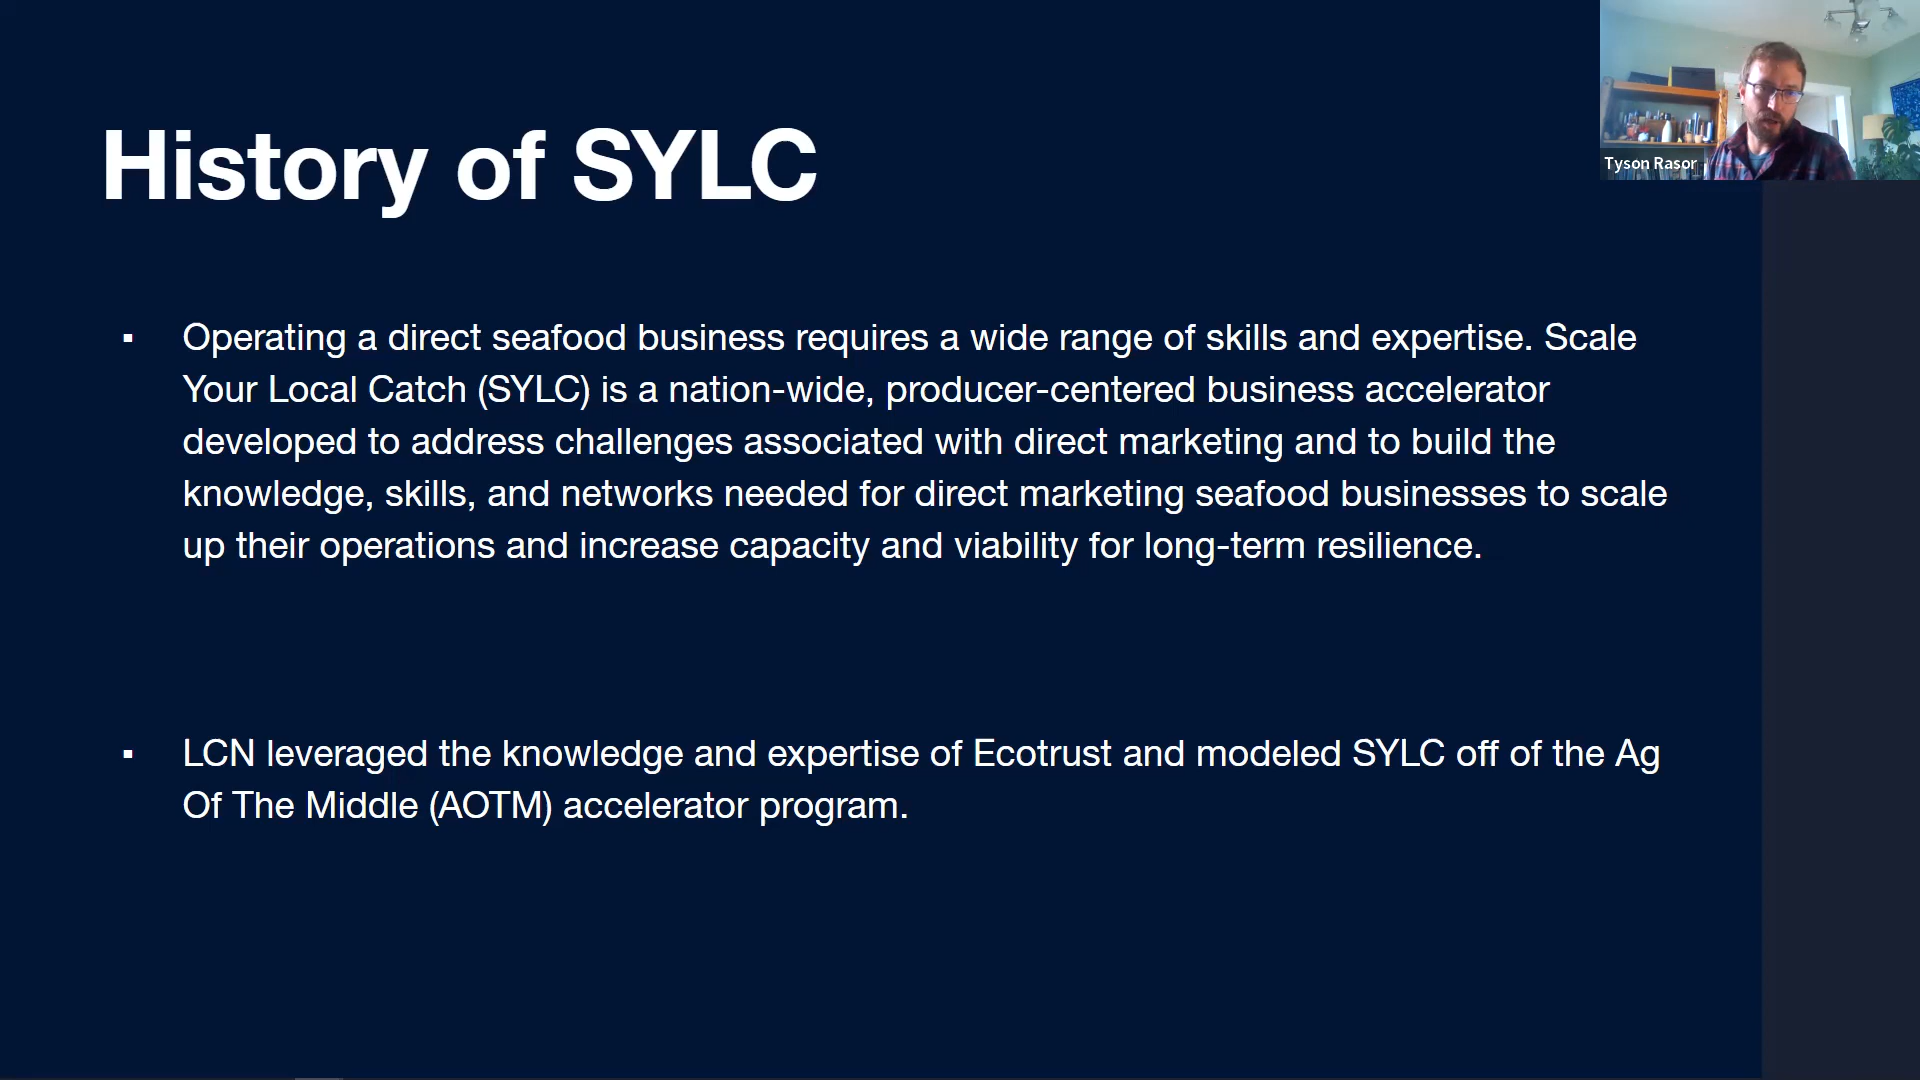 History of SYLC
Tyson Rasor
▪ Operating a direct seafood business requires a wide range of skills and expertise. Scale
Your Local Catch (SYLC) is a nation-wide, producer-centered business accelerator
developed to address challenges associated with direct marketing and to build the
knowledge, skills, and networks needed for direct marketing seafood businesses to scale
up their operations and increase capacity and viability for long-term resilience.
▪ LCN leveraged the knowledge and expertise of Ecotrust and modeled SYLC off of the Ag
Of The Middle (AOTM) accelerator program.